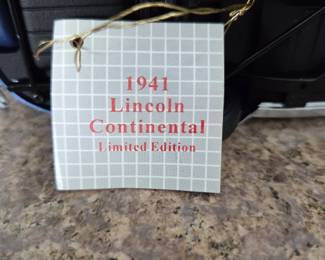 1941
Lincoln
Continental
Limited Edition